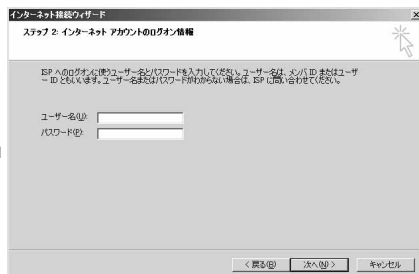 インターネット接続ウィザード
ステップ 2: インターネット アカウントのログオン情報
ISP へのログオンに使うユーザー名とパスワードを入力してください。ユーザー名は、メンバ ID またはユーザ
ー ID ともいいます。ユーザー名またはパスワードがわからない場合は、ISP に問い合わせてください。
ユーザー名(U):
パスワード(P):
< 戻る(B)
次へ(N) >
キャンセル